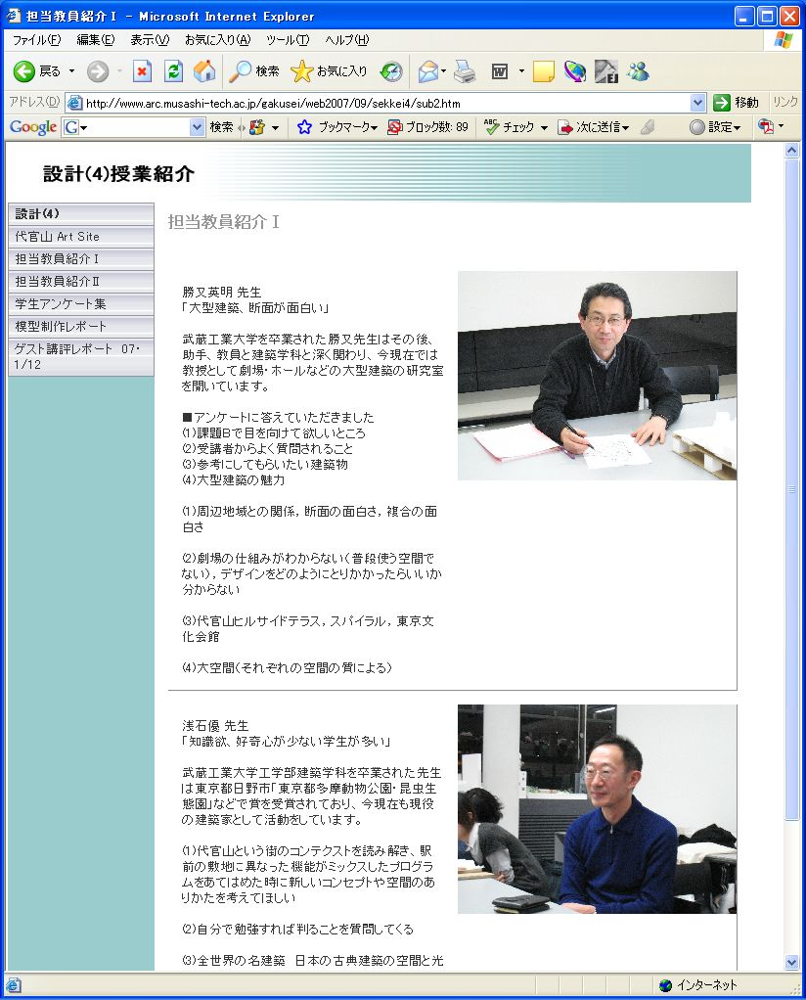 担当教員紹介Ⅰ - Microsoft Internet Explorer
ファイル(F) 編集(E) 表示(V) お気に入り(A) ツール(T) ヘルプ(H)
戻る 検索 お気に入り
アドレス(D) http://www.arc.musashi-tech.ac.jp/gakusei/web2007/09/sekkei4/sub2.htm 移動 リンク
Google G 検索 ブックマーク ブロック数: 89 ABC チェック 次に送信 設定
設計(4)授業紹介
設計(4)
代官山 Art Site
担当教員紹介Ⅰ
担当教員紹介Ⅱ
学生アンケート集
模型制作レポート
ゲスト講評レポート 07・
1/12
担当教員紹介Ⅰ
勝又英明 先生
「大型建築、断面が面白い」
武蔵工業大学を卒業された勝又先生はその後、
助手、教員と建築学科と深く関わり、今現在では
教授として劇場・ホールなどの大型建築の研究室
を開いています。
■アンケートに答えていただきました
(1)課題Bで目を向けて欲しいところ
(2)受講者からよく質問されること
(3)参考にしてもらいたい建築物
(4)大型建築の魅力
(1)周辺地域との関係，断面の面白さ，複合の面
白さ
(2)劇場の仕組みがわからない（普段使う空間で
ない），デザインをどのようにとりかかったらいいか
分からない
(3)代官山ヒルサイドテラス，スパイラル，東京文
化会館
(4)大空間（それぞれの空間の質による）
浅石優 先生
「知識欲、好奇心が少ない学生が多い」
武蔵工業大学工学部建築学科を卒業された先生
は東京都日野市「東京都多摩動物公園・昆虫生
態園」などで賞を受賞されており、今現在も現役
の建築家として活動をしています。
(1)代官山という街のコンテクストを読み解き、駅
前の敷地に異なった機能がミックスしたプログラ
ムをあてはめた時に新しいコンセプトや空間のあ
りかたを考えてほしい
(2)自分で勉強すれば判ることを質問してくる
(3)全世界の名建築　日本の古典建築の空間と光
インターネット